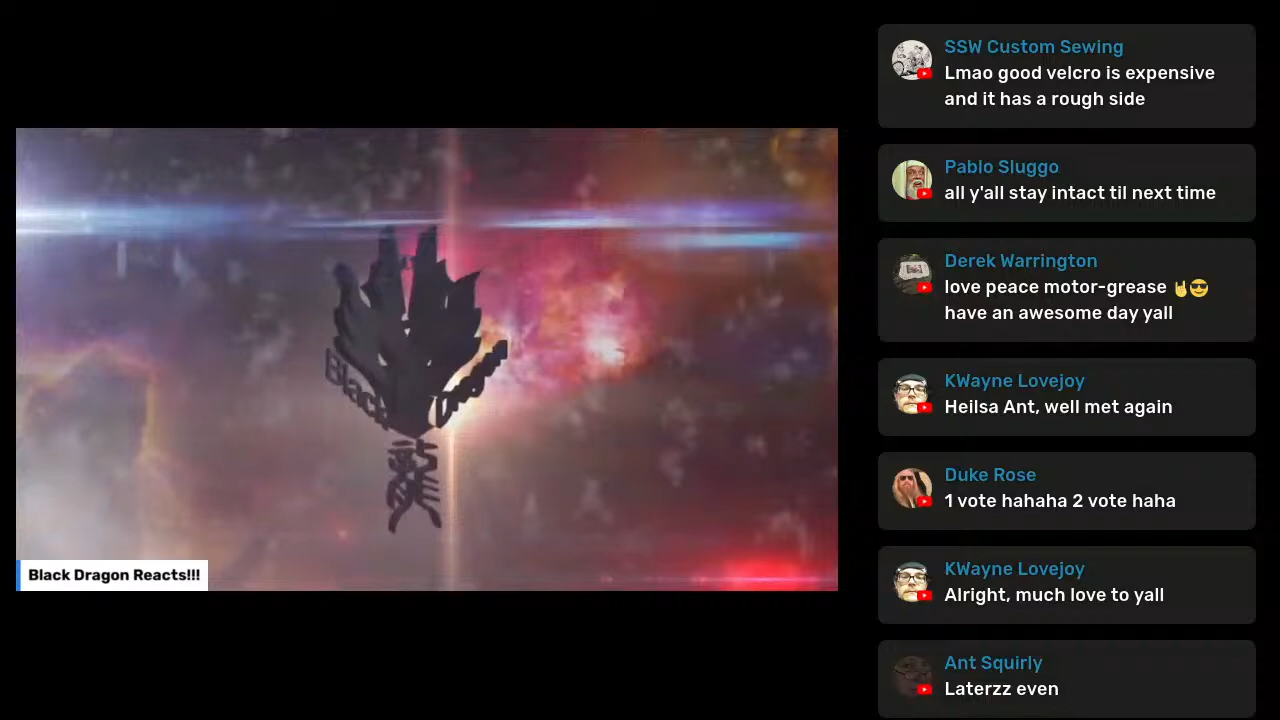 Black
Black Dragon Reacts!!!
SSW Custom Sewing
Lmao good velcro is expensive
and it has a rough side
Pablo Sluggo
all y'all stay intact til next time
Derek Warrington
love peace motor-grease 🤘😎
have an awesome day yall
KWayne Lovejoy
Heilsa Ant, well met again
Duke Rose
1 vote hahaha 2 vote haha
KWayne Lovejoy
Alright, much love to yall
Ant Squirly
Laterzz even